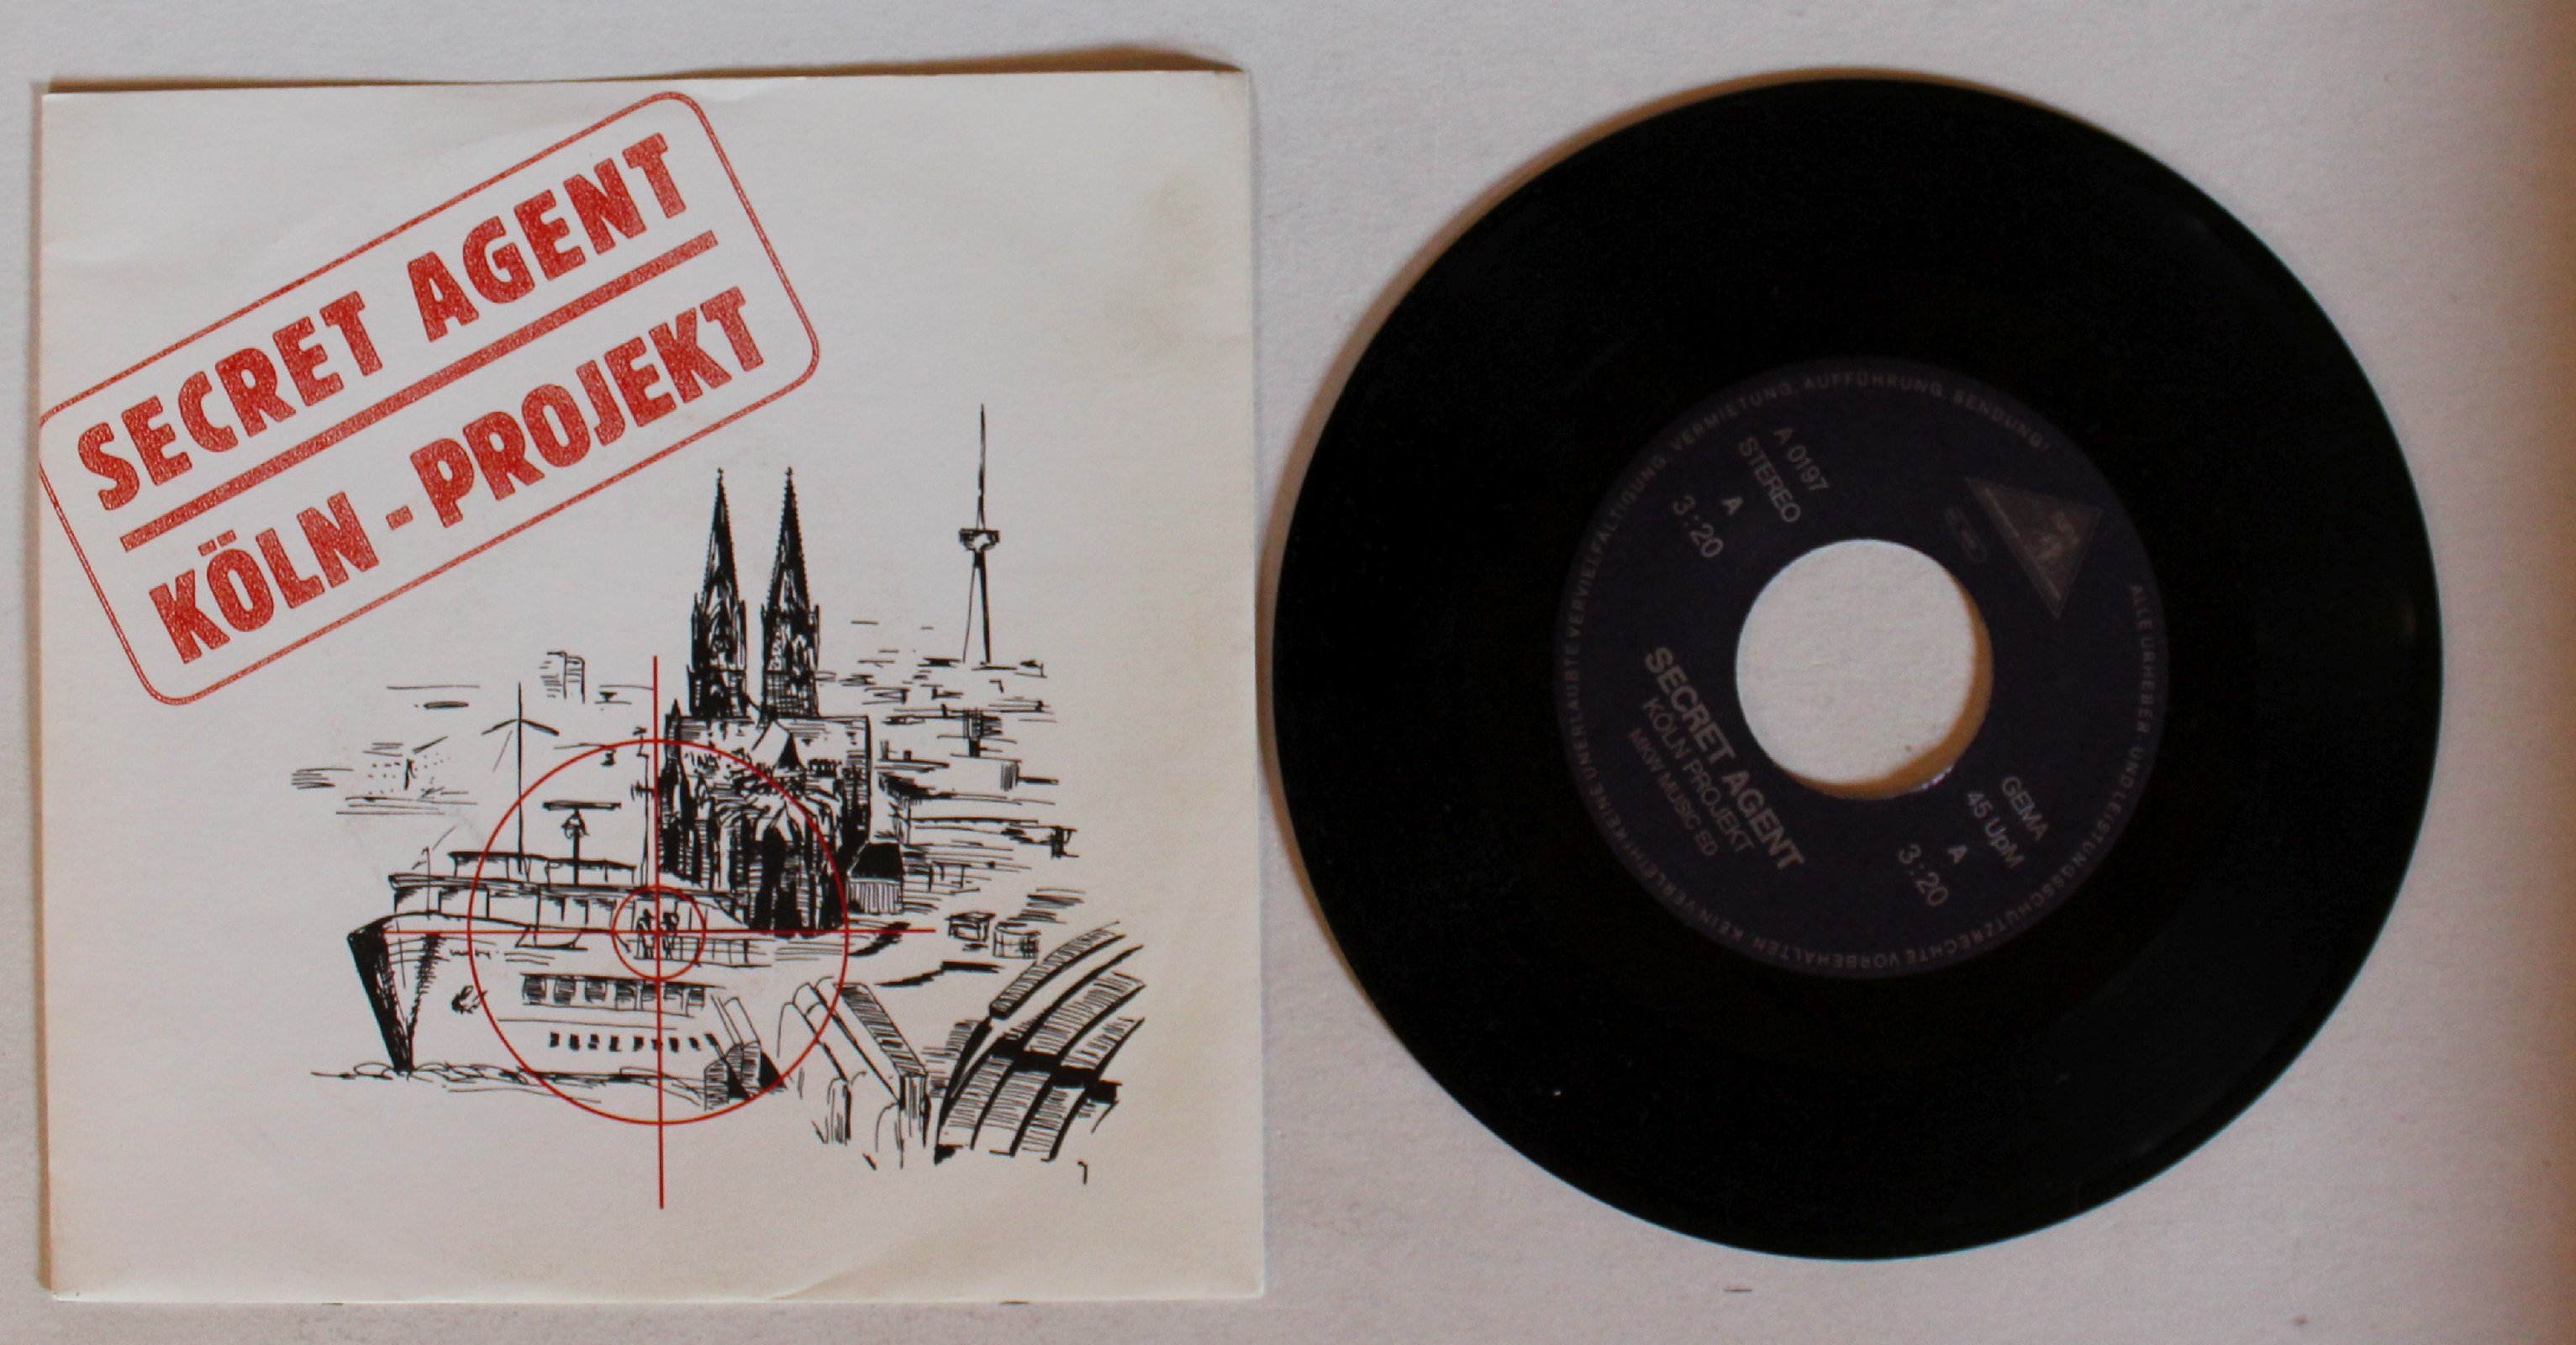 SECRET AGENT
KÖLN-PROJEKT
ALLE URHEBER- UND LEISTUNGSSCHUTZRECHTE VORBEHALTEN KEIN VERLEIH! KEINE UNERLAUBTE VERVIELFÄLTIGUNG, VERMIETUNG, AUFFÜHRUNG, SENDUNG!
A 0197
STEREO
A
3:20
GEMA
45 UpM
A
3:20
SECRET AGENT
KÖLN PROJEKT
MKW MUSIC ED